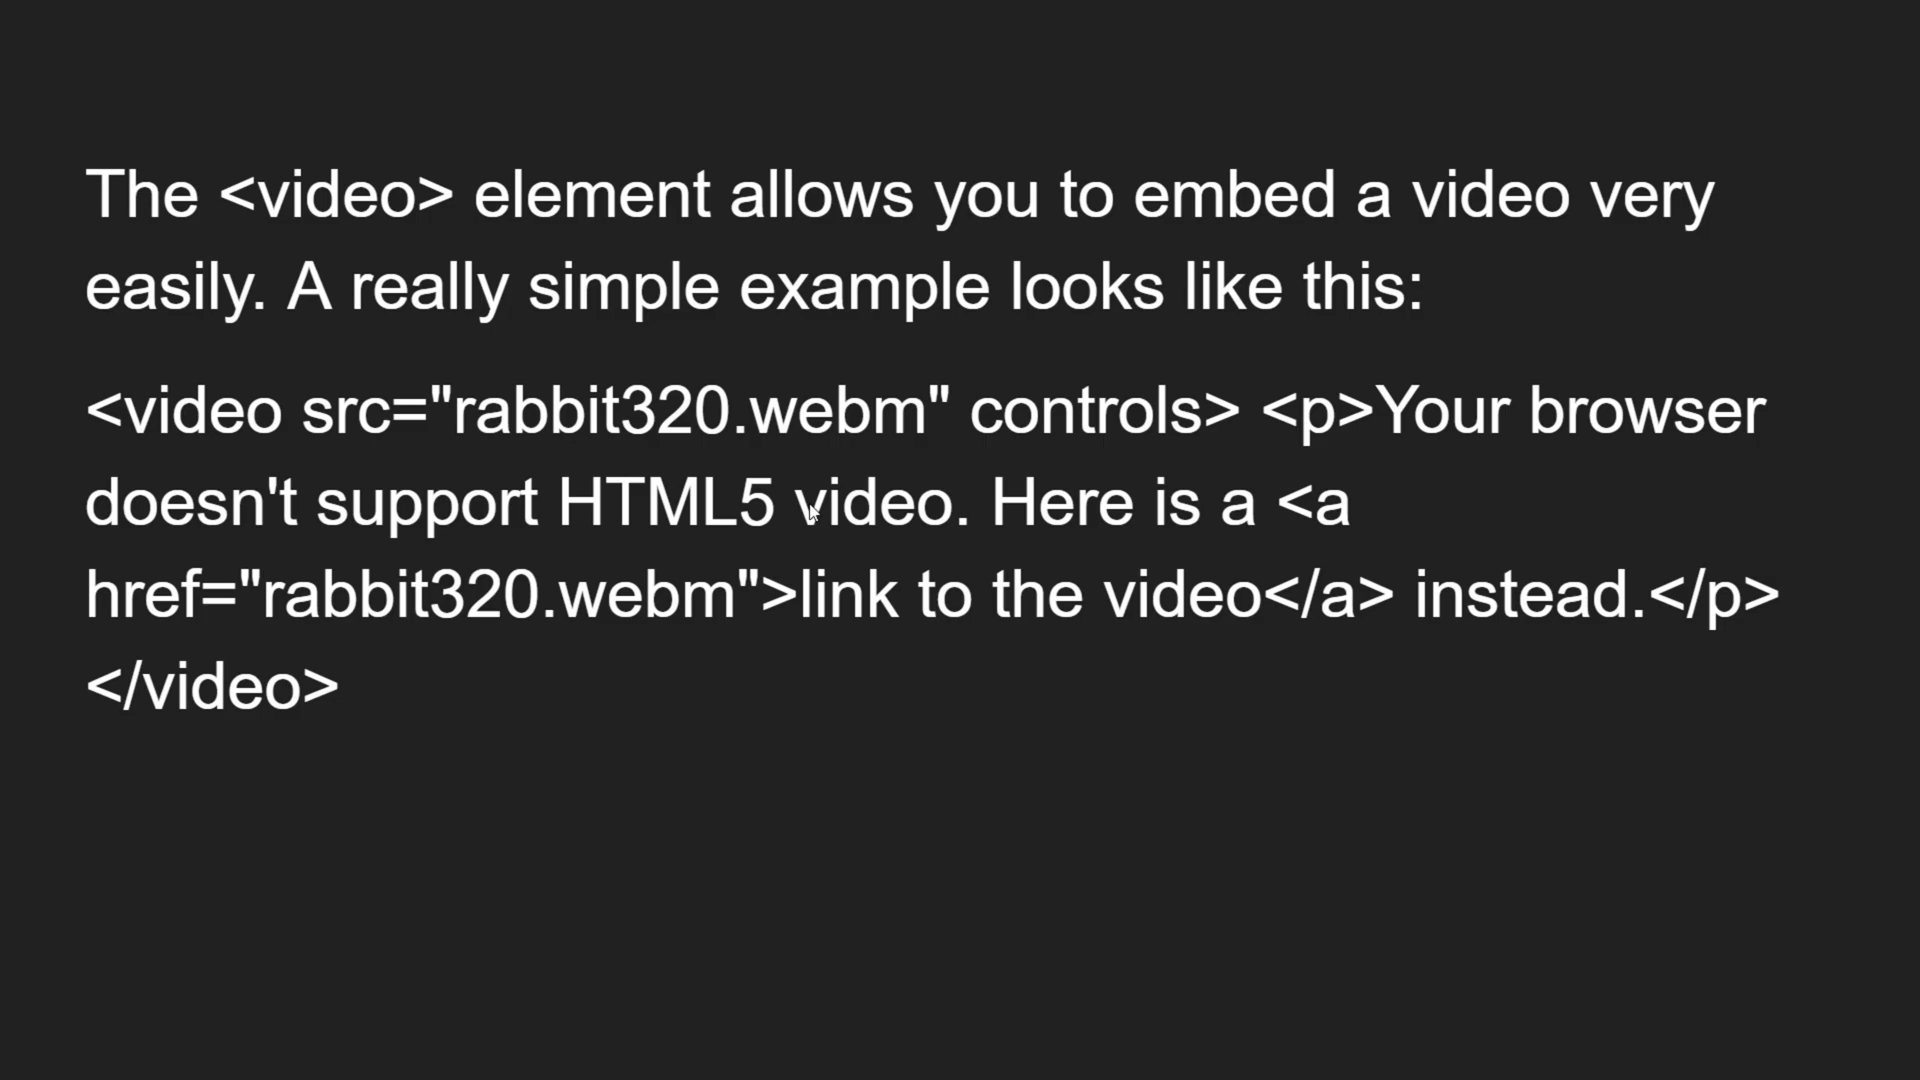 The <video> element allows you to embed a video very
easily. A really simple example looks like this:
<video src="rabbit320.webm" controls> <p>Your browser
doesn't support HTML5 video. Here is a <a
href="rabbit320.webm">link to the video</a> instead.</p>
</video>